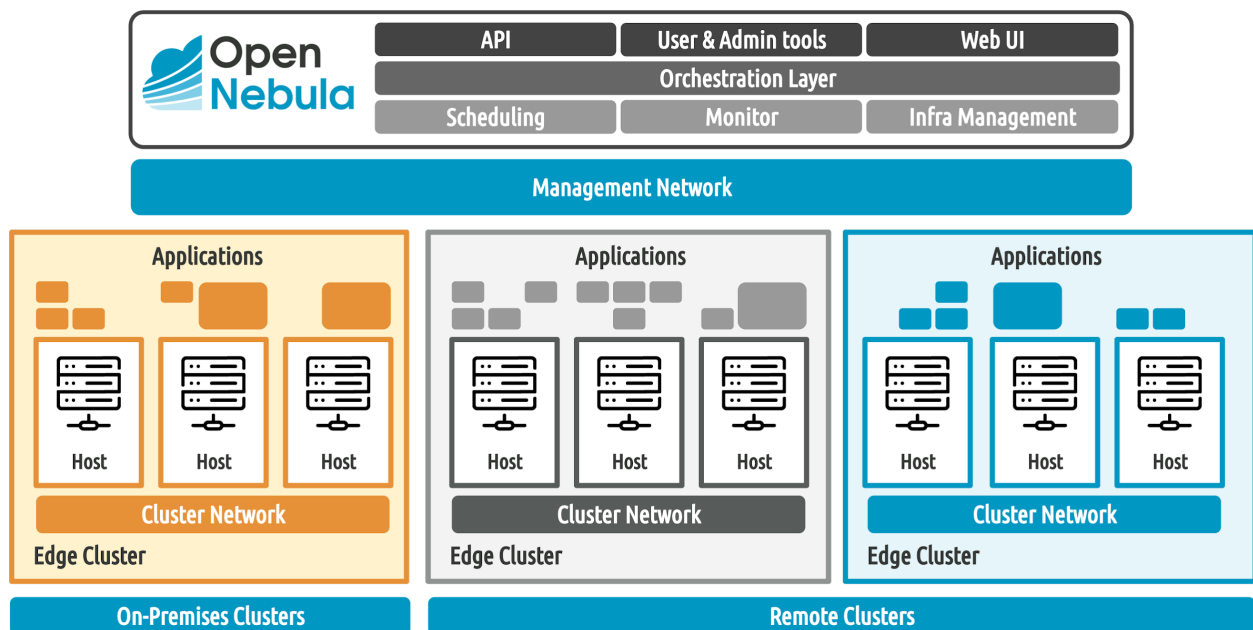 Open
Nebula
API
User & Admin tools
Web UI
Orchestration Layer
Scheduling
Monitor
Infra Management
Management Network
Applications
Host
Host
Host
Cluster Network
Edge Cluster
Applications
Host
Host
Host
Cluster Network
Edge Cluster
Applications
Host
Host
Host
Cluster Network
Edge Cluster
On-Premises Clusters
Remote Clusters